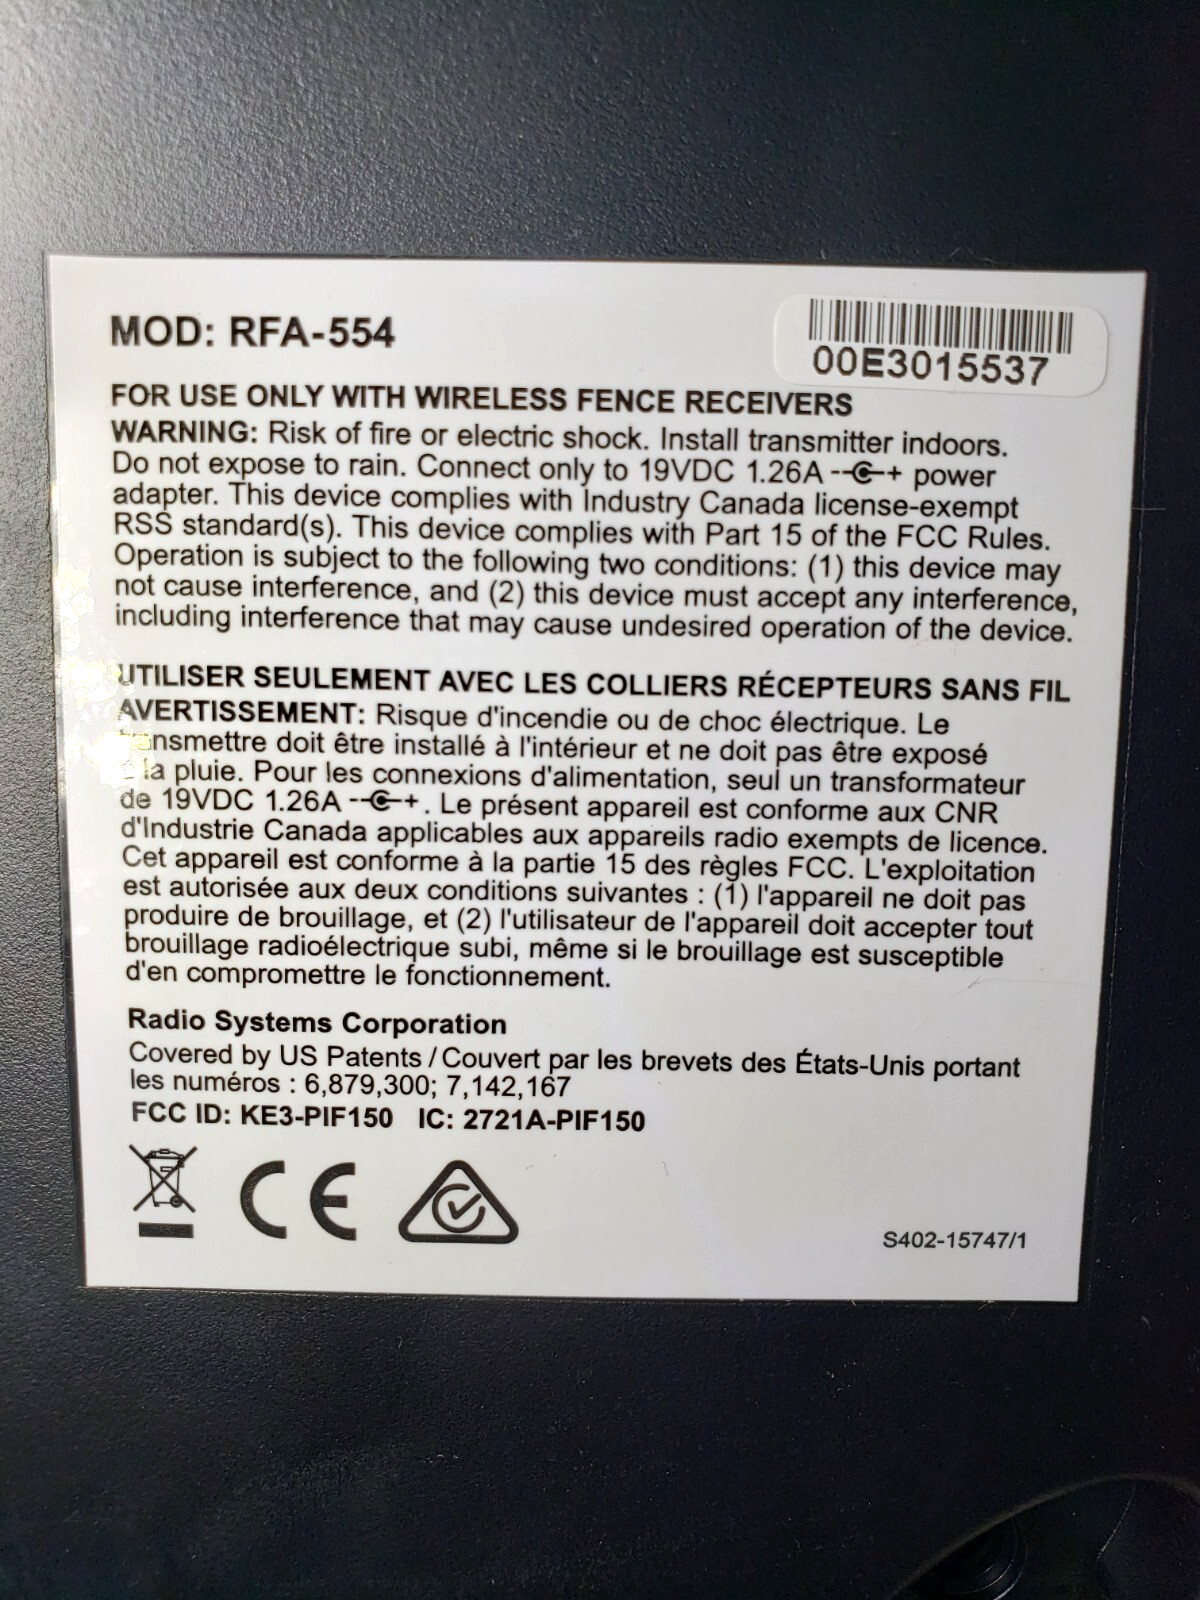 MOD: RFA-554
00E3015537
FOR USE ONLY WITH WIRELESS FENCE RECEIVERS
WARNING: Risk of fire or electric shock. Install transmitter indoors.
Do not expose to rain. Connect only to 19VDC 1.26A power
adapter. This device complies with Industry Canada license-exempt
RSS standard(s). This device complies with Part 15 of the FCC Rules.
Operation is subject to the following two conditions: (1) this device may
not cause interference, and (2) this device must accept any interference,
including interference that may cause undesired operation of the device.
UTILISER SEULEMENT AVEC LES COLLIERS RÉCEPTEURS SANS FIL
AVERTISSEMENT: Risque d'incendie ou de choc électrique. Le
doit être installé à l'intérieur et ne doit pas être exposé
la pluie. Pour les connexions d'alimentation, seul un transformateur
de 19VDC 1.26A . Le présent appareil est conforme aux CNR
d'Industrie Canada applicables aux appareils radio exempts de licence.
Cet appareil est conforme à la partie 15 des règles FCC. L'exploitation
est autorisée aux deux conditions suivantes : (1) l'appareil ne doit pas
produire de brouillage, et (2) l'utilisateur de l'appareil doit accepter tout
brouillage radioélectrique subi, même si le brouillage est susceptible
d'en compromettre le fonctionnement.
Radio Systems Corporation
Covered by US Patents / Couvert par les brevets des États-Unis portant
les numéros : 6,879,300; 7,142,167
FCC ID: KE3-PIF150 IC: 2721A-PIF150
CE
S402-15747/1